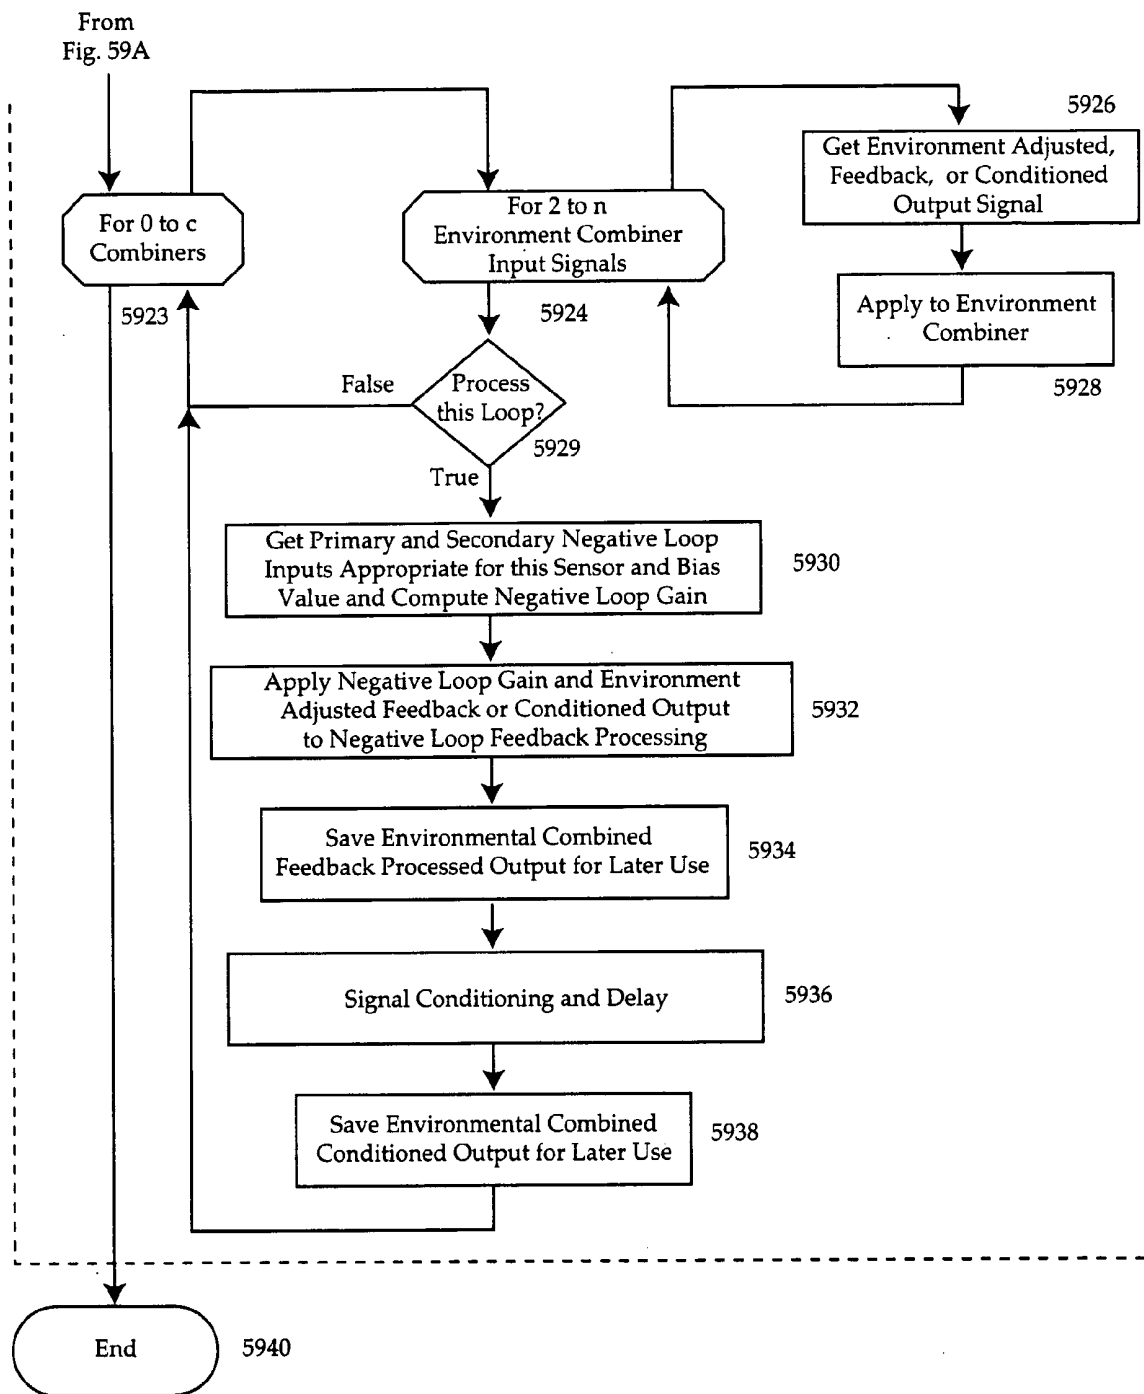 From
Fig. 59A
For 0 to c
Combiners
5923
For 2 to n
Environment Combiner
Input Signals
5924
5926
Get Environment Adjusted,
Feedback, or Conditioned
Output Signal
Apply to Environment
Combiner
5928
False
Process
this Loop?
5929
True
Get Primary and Secondary Negative Loop
Inputs Appropriate for this Sensor and Bias
Value and Compute Negative Loop Gain
5930
Apply Negative Loop Gain and Environment
Adjusted Feedback or Conditioned Output
to Negative Loop Feedback Processing
5932
Save Environmental Combined
Feedback Processed Output for Later Use
5934
Signal Conditioning and Delay
5936
Save Environmental Combined
Conditioned Output for Later Use
5938
End
5940